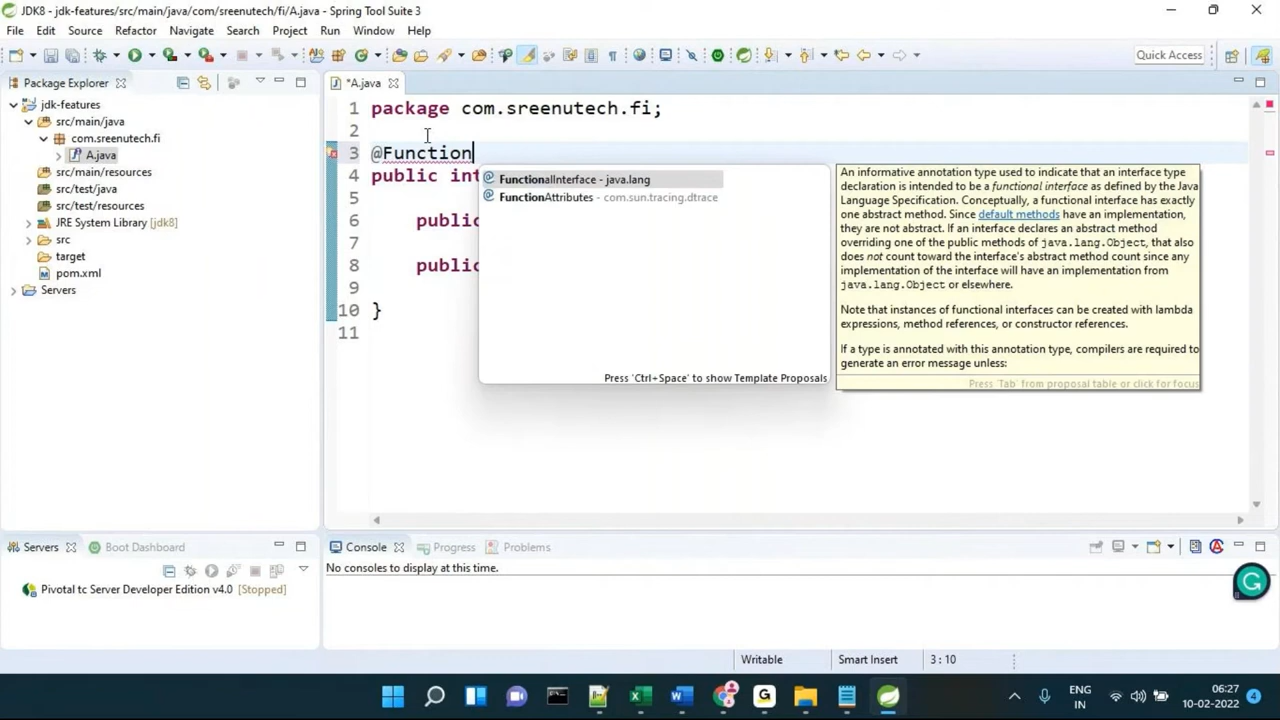 JDK8 - jdk-features/src/main/java/com/sreenutech/fi/A.java - Spring Tool Suite 3
File Edit Source Refactor Navigate Search Project Run Window Help
Quick Access
Package Explorer
jdk-features
src/main/java
com.sreenutech.fi
A.java
src/main/resources
src/test/java
src/test/resources
JRE System Library [jdk8]
src
target
pom.xml
Servers
*A.java
1 package com.sreenutech.fi;
2
3 @Function
4 public int
5
6 public
7
8 public
9
10 }
11
FunctionalInterface - java.lang
FunctionAttributes - com.sun.tracing.dtrace
Press 'Ctrl+Space' to show Template Proposals
An informative annotation type used to indicate that an interface type
declaration is intended to be a functional interface as defined by the Java
Language Specification. Conceptually, a functional interface has exactly
one abstract method. Since default methods have an implementation,
they are not abstract. If an interface declares an abstract method
overriding one of the public methods of java.lang.Object, that also
does not count toward the interface's abstract method count since any
implementation of the interface will have an implementation from
java.lang.Object or elsewhere.
Note that instances of functional interfaces can be created with lambda
expressions, method references, or constructor references.
If a type is annotated with this annotation type, compilers are required to
generate an error message unless:
Press 'Tab' from proposal table or click for focus
Servers Boot Dashboard
Pivotal tc Server Developer Edition v4.0 [Stopped]
Console Progress Problems
No consoles to display at this time.
Writable Smart Insert 3 : 10
ENG
IN
06:27
10-02-2022
4